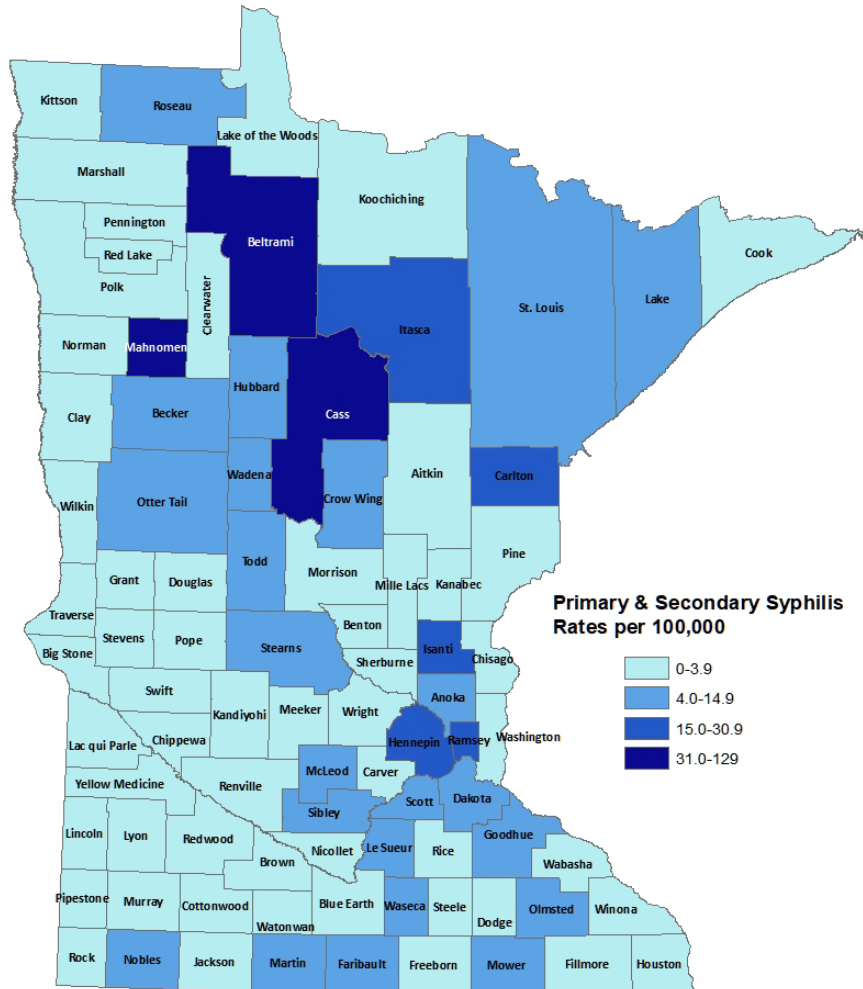 Kittson
Roseau
Lake of the Woods
Marshall
Koochiching
Pennington
Beltrami
Red Lake
Cook
Polk
Clearwater
St. Louis
Lake
Itasca
Norman
Mahnomen
Hubbard
Becker
Cass
Clay
Aitkin
Wadena
Carlton
Otter Tail
Crow Wing
Wilkin
Pine
Todd
Morrison
Grant
Douglas
Mille Lacs
Kanabec
Primary & Secondary Syphilis
Rates per 100,000
0-3.9
4.0-14.9
15.0-30.9
31.0-129
Traverse
Benton
Stevens
Pope
Stearns
Isanti
Big Stone
Sherburne
Chisago
Swift
Anoka
Kandiyohi
Meeker
Wright
Lac qui Parle
Chippewa
Hennepin
Ramsey
Washington
McLeod
Carver
Yellow Medicine
Renville
Scott
Dakota
Sibley
Lincoln
Lyon
Redwood
Goodhue
Nicollet
Le Sueur
Rice
Brown
Wabasha
Pipestone
Murray
Cottonwood
Blue Earth
Waseca
Steele
Olmsted
Winona
Dodge
Watonwan
Rock
Nobles
Jackson
Martin
Faribault
Freeborn
Mower
Fillmore
Houston